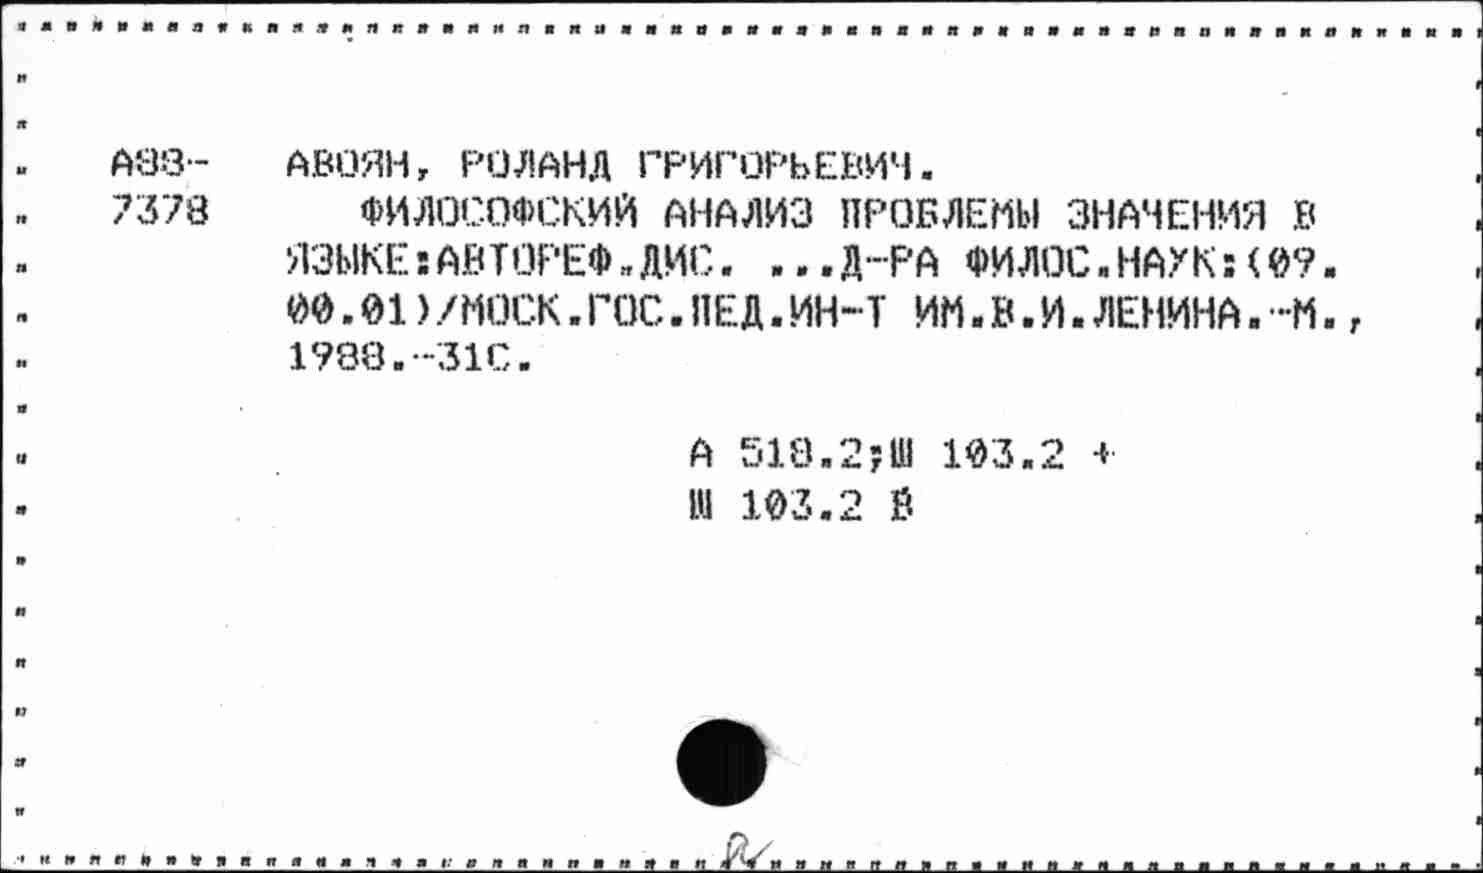 А88-    АВОЯН, РОЛАНД ГРИГОРЬЕВИЧ.
7378    ФИЛОСОФСКИЙ АНАЛИЗ ПРОБЛЕМЫ ЗНАЧЕНИЯ В
ЯЗЫКЕ:АВТОРЕФ.ДИС. ...Д-РА ФИЛОС.НАУК:(09.
00.01)/МОСК.ГОС.ПЕД.ИН-Т ИМ.В.И.ЛЕНИНА.-М.,
1988.-31С.
А 518.2;Ш 103.2 +
Ш 103.2 В